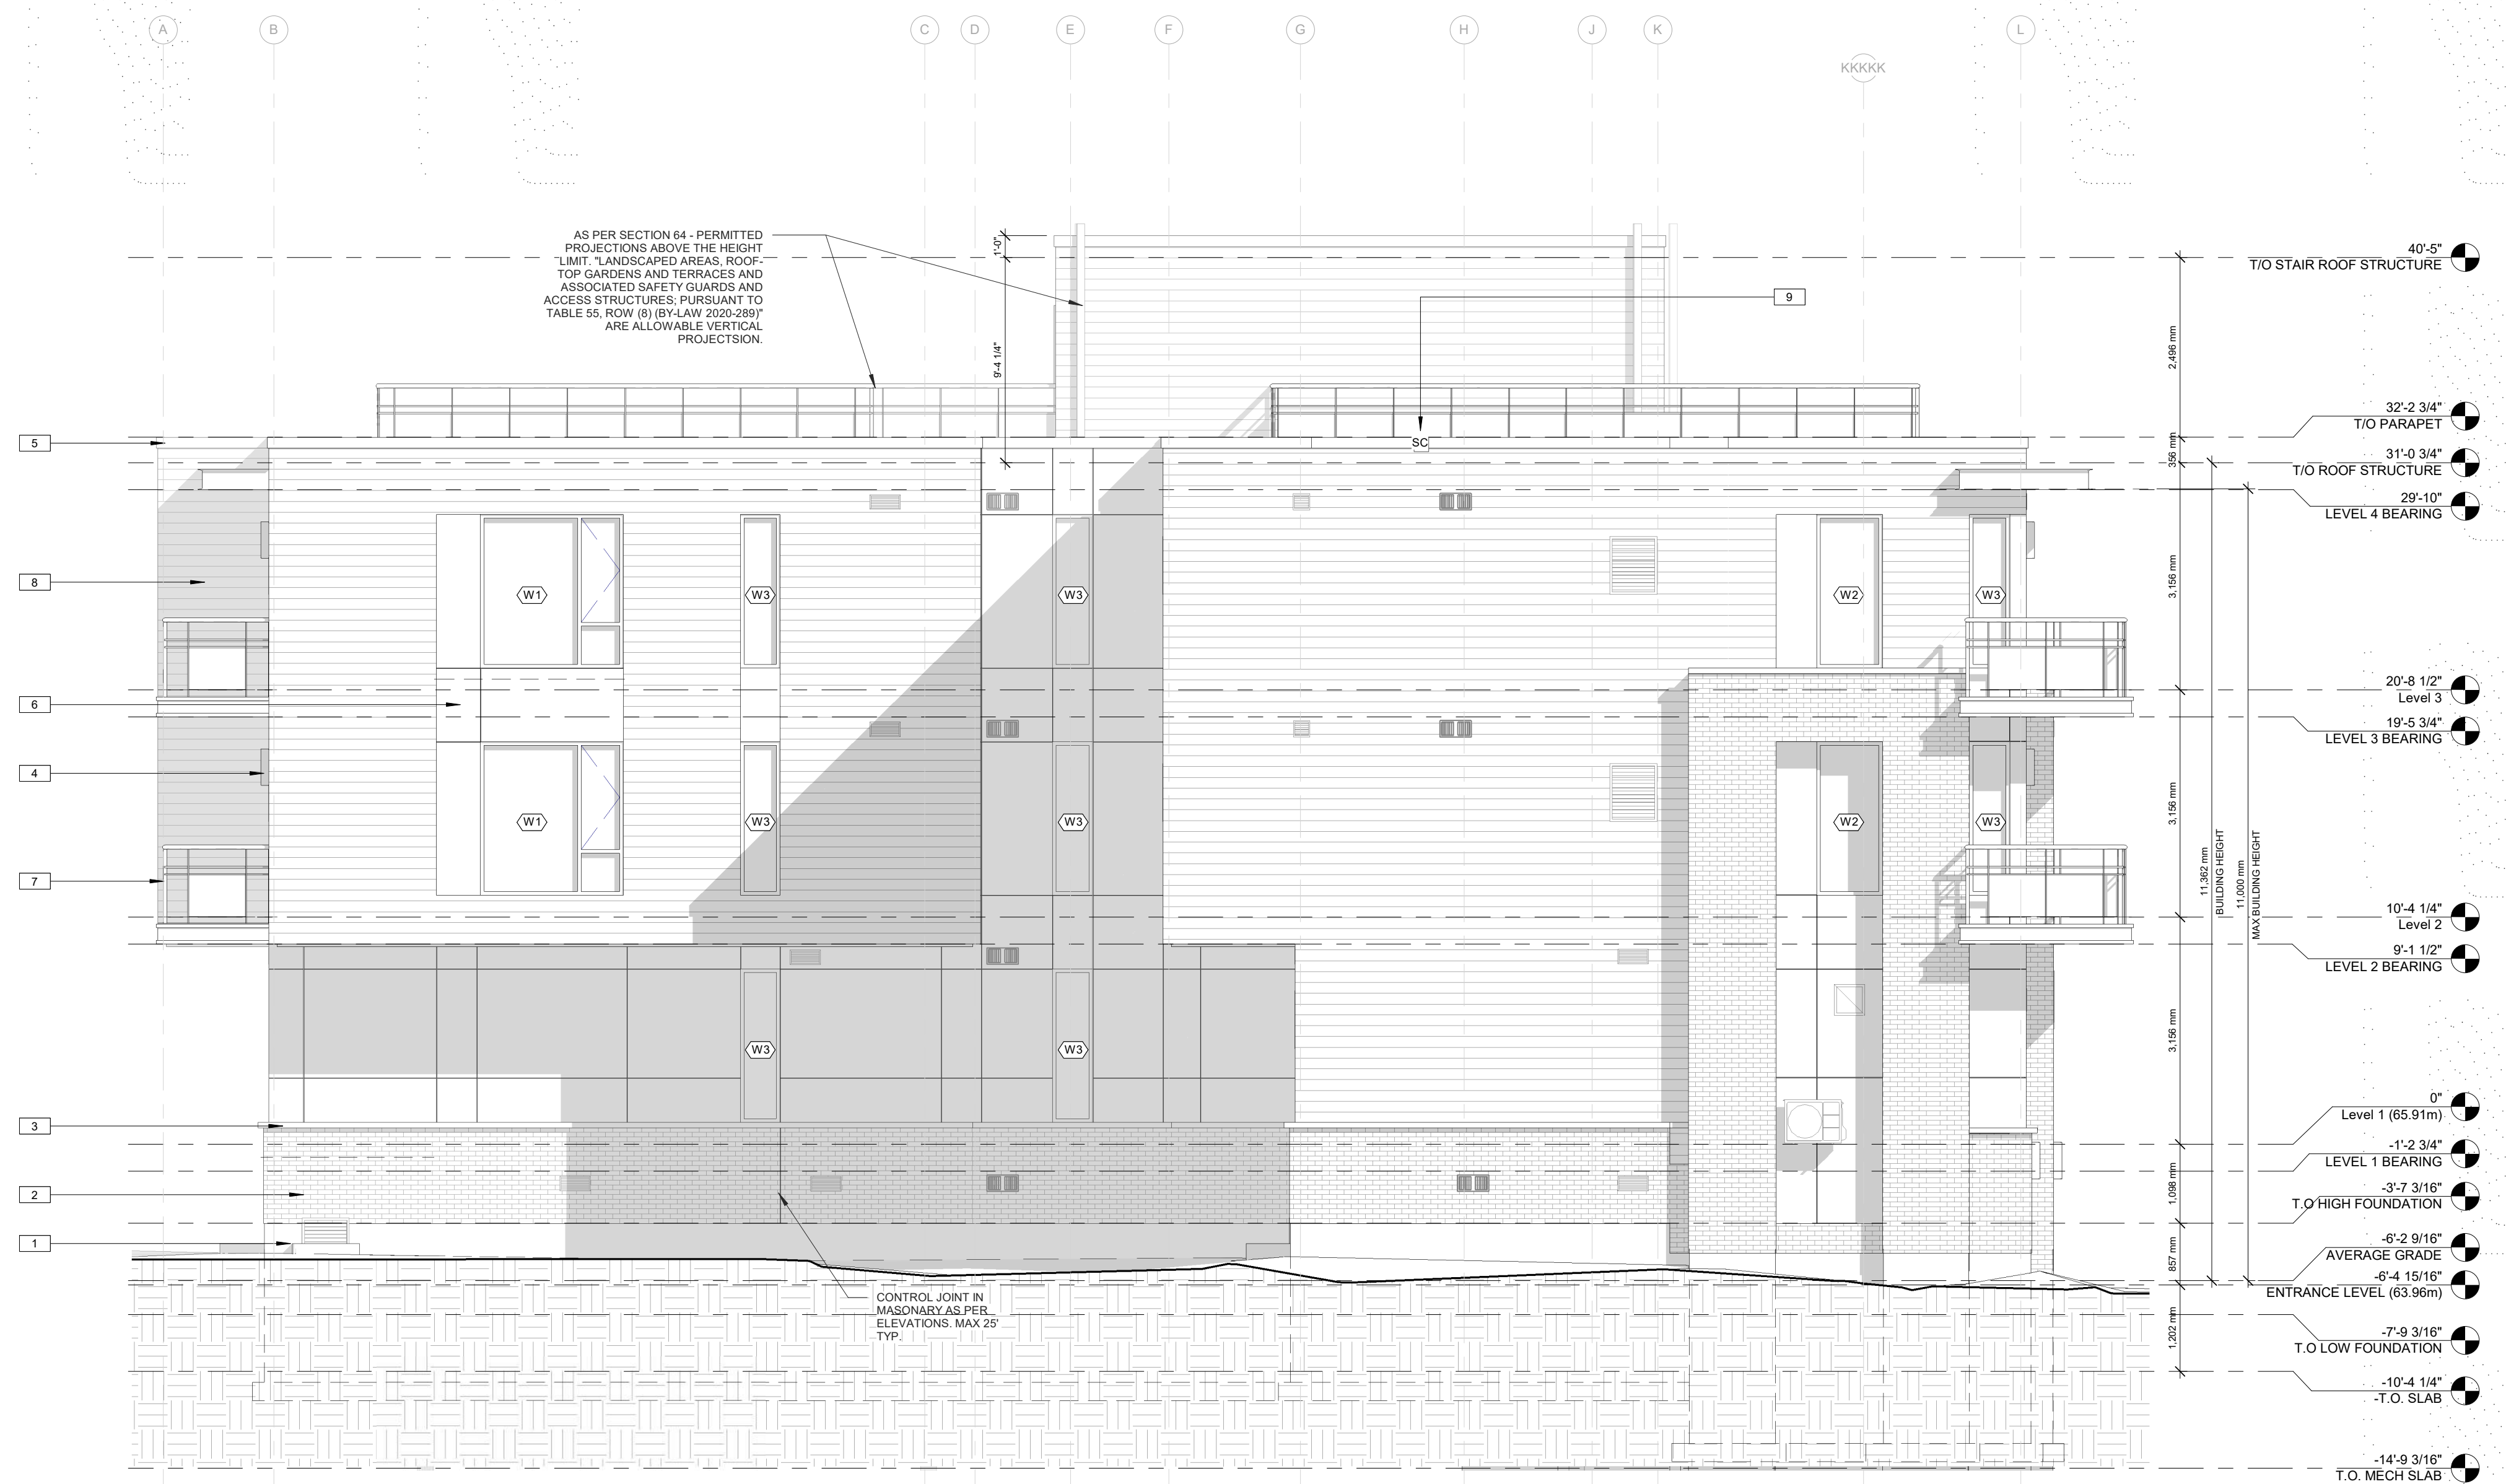 A
B
C
D
E
F
G
H
J
K
KKKKK
L
AS PER SECTION 64 - PERMITTED
PROJECTIONS ABOVE THE HEIGHT
LIMIT. "LANDSCAPED AREAS, ROOF-
TOP GARDENS AND TERRACES AND
ASSOCIATED SAFETY GUARDS AND
ACCESS STRUCTURES; PURSUANT TO
TABLE 55, ROW (8) (BY-LAW 2020-289)"
ARE ALLOWABLE VERTICAL
PROJECTSION.
1'-0"
9'-4 1/4"
9
SC
5
8
6
4
7
3
2
1
W1
W3
W3
W2
W3
W1
W3
W3
W2
W3
W3
W3
CONTROL JOINT IN
MASONARY AS PER
ELEVATIONS. MAX 25'
TYP.
2,496 mm
356 mm
3,156 mm
3,156 mm
3,156 mm
1,098 mm
857 mm
1,202 mm
11,362 mm
BUILDING HEIGHT
11,000 mm
MAX BUILDING HEIGHT
40'-5"
T/O STAIR ROOF STRUCTURE
32'-2 3/4"
T/O PARAPET
31'-0 3/4"
T/O ROOF STRUCTURE
29'-10"
LEVEL 4 BEARING
20'-8 1/2"
Level 3
19'-5 3/4"
LEVEL 3 BEARING
10'-4 1/4"
Level 2
9'-1 1/2"
LEVEL 2 BEARING
0"
Level 1 (65.91m)
-1'-2 3/4"
LEVEL 1 BEARING
-3'-7 3/16"
T.O HIGH FOUNDATION
-6'-2 9/16"
AVERAGE GRADE
-6'-4 15/16"
ENTRANCE LEVEL (63.96m)
-7'-9 3/16"
T.O LOW FOUNDATION
-10'-4 1/4"
-T.O. SLAB
-14'-9 3/16"
T.O. MECH SLAB